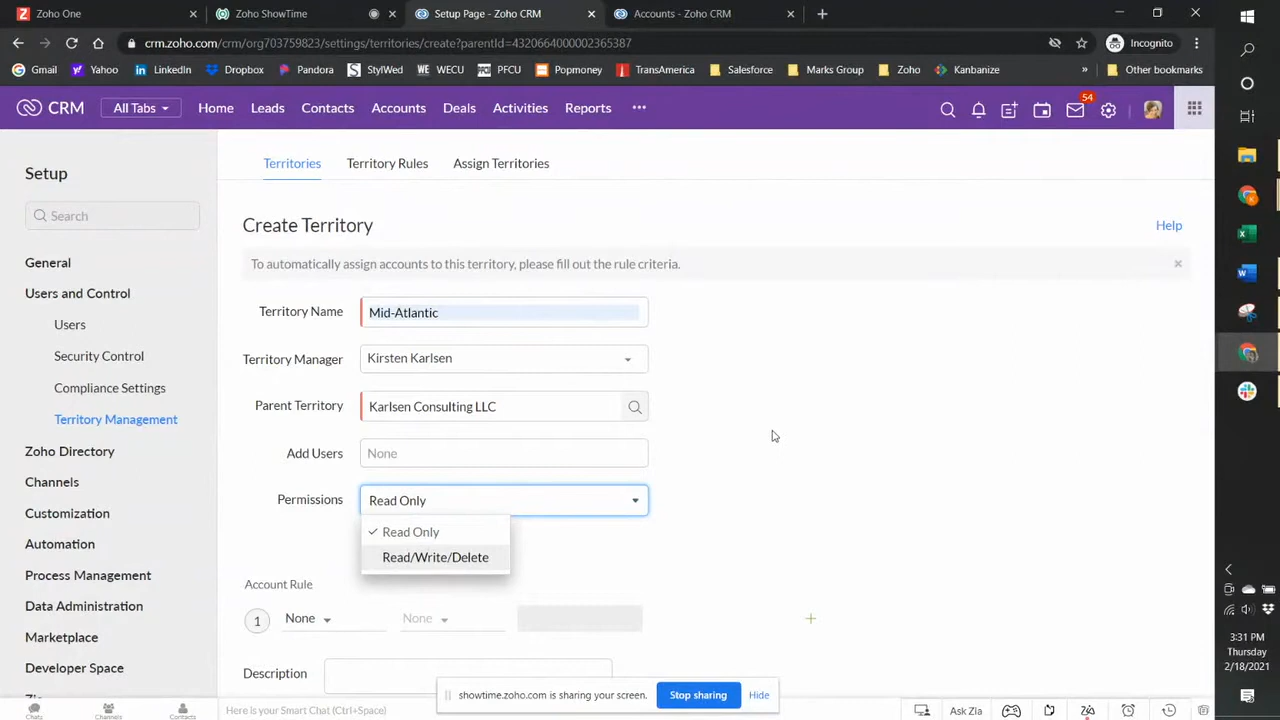 Zoho One
Zoho ShowTime
Setup Page - Zoho CRM
Accounts - Zoho CRM
crm.zoho.com/crm/org703759823/settings/territories/create?parentId=4320664000002365387
Incognito
Gmail
Yahoo
LinkedIn
Dropbox
Pandora
StylWed
WECU
PFCU
Popmoney
TransAmerica
Salesforce
Marks Group
Zoho
Kanbanize
»
Other bookmarks
CRM
All Tabs
Home
Leads
Contacts
Accounts
Deals
Activities
Reports
54
Setup
Search
General
Users and Control
Users
Security Control
Compliance Settings
Territory Management
Zoho Directory
Channels
Customization
Automation
Process Management
Data Administration
Marketplace
Developer Space
Territories
Territory Rules
Assign Territories
Create Territory
Help
To automatically assign accounts to this territory, please fill out the rule criteria.
Territory Name
Mid-Atlantic
Territory Manager
Kirsten Karlsen
Parent Territory
Karlsen Consulting LLC
Add Users
None
Permissions
Read Only
Read Only
Read/Write/Delete
Account Rule
1
None
None
Description
showtime.zoho.com is sharing your screen.
Stop sharing
Hide
Chats
Channels
Contacts
Here is your Smart Chat (Ctrl+Space)
Ask Zia
3:31 PM
Thursday
2/18/2021